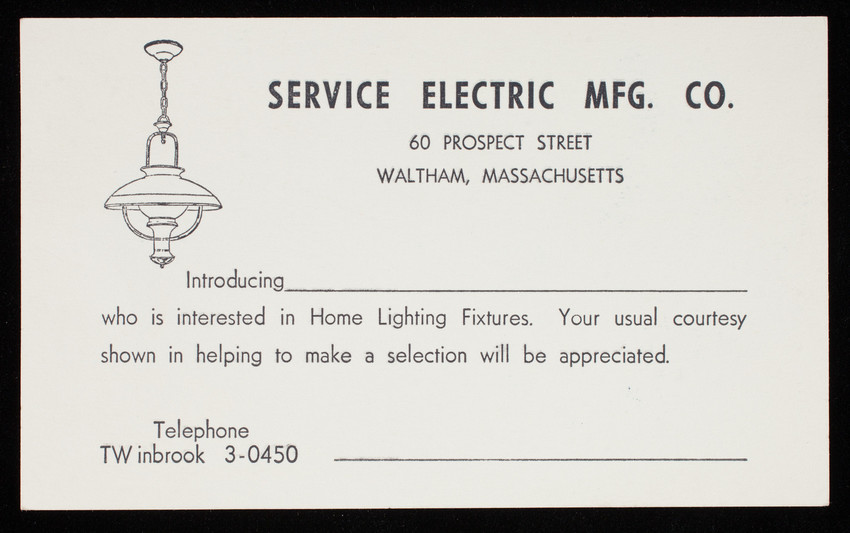 SERVICE ELECTRIC MFG. CO.
60 PROSPECT STREET
WALTHAM, MASSACHUSETTS
Introducing
who is interested in Home Lighting Fixtures. Your usual courtesy
shown in helping to make a selection will be appreciated.
Telephone
TWinbrook 3-0450